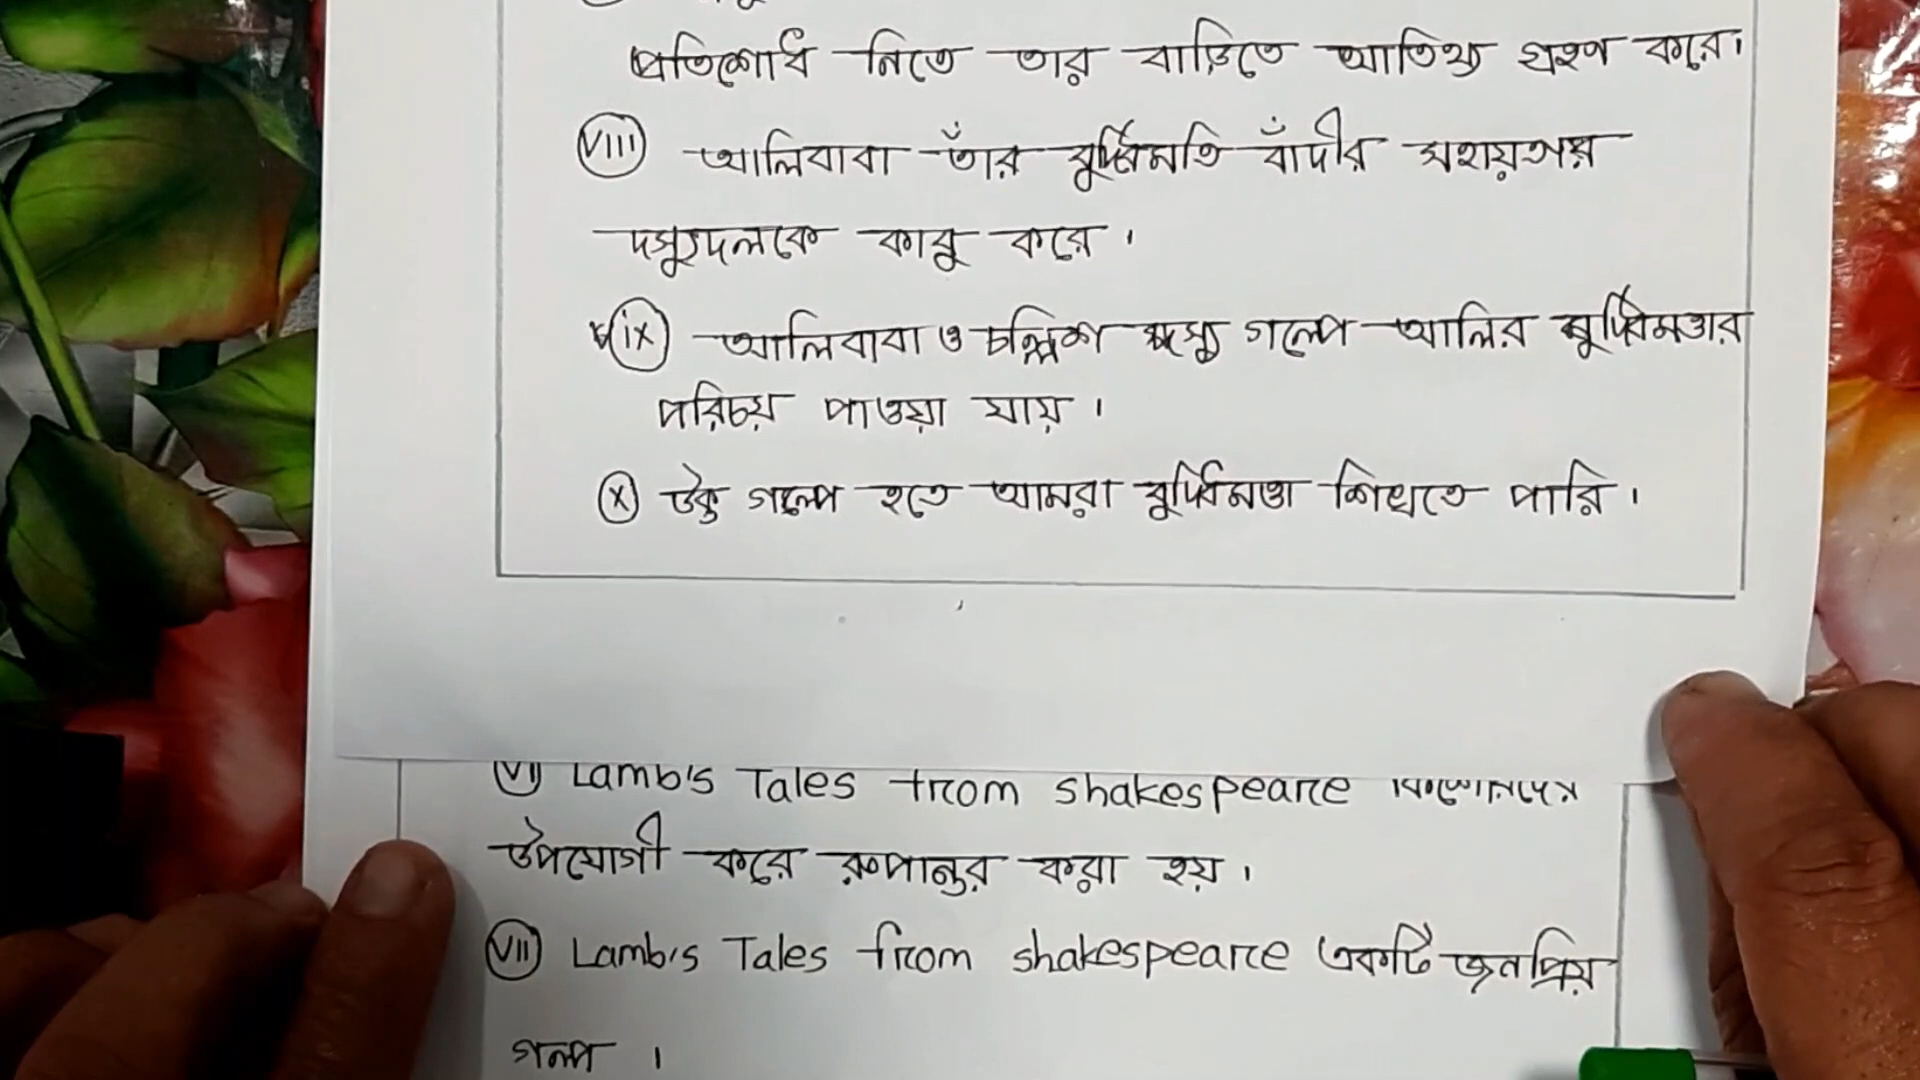 প্রতিশোধ নিতে তার বাড়িতে আতিথ্য গ্রহণ করে।
(VIII) আলিবাবা তাঁর বুদ্ধিমতি বাঁদীর সহায়তায়
দস্যুদলকে কাবু করে।
(ix) আলিবাবা ও চল্লিশ দস্যু গল্পে আলির বুদ্ধিমত্তার
পরিচয় পাওয়া যায়।
(x) উক্ত গল্পে হতে আমরা বুদ্ধিমত্তা শিখতে পারি।
(VI) Lamb's Tales from shakespeare কিশোরদের
উপযোগী করে রূপান্তর করা হয়।
(VII) Lamb's Tales from shakespeare একটি জনপ্রিয়
গল্প।